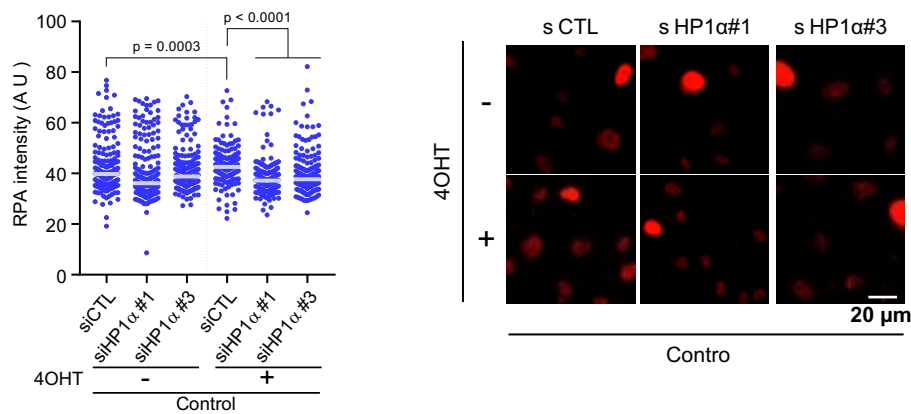 p < 0.0001
p = 0.0003
RPA intensity (A U )
100
80
60
40
20
0
siCTL
siHP1α #1
siHP1α #3
siCTL
siHP1α #1
siHP1α #3
4OHT
-
+
Control
s CTL
s HP1α#1
s HP1α#3
4OHT
-
+
20 µm
Contro